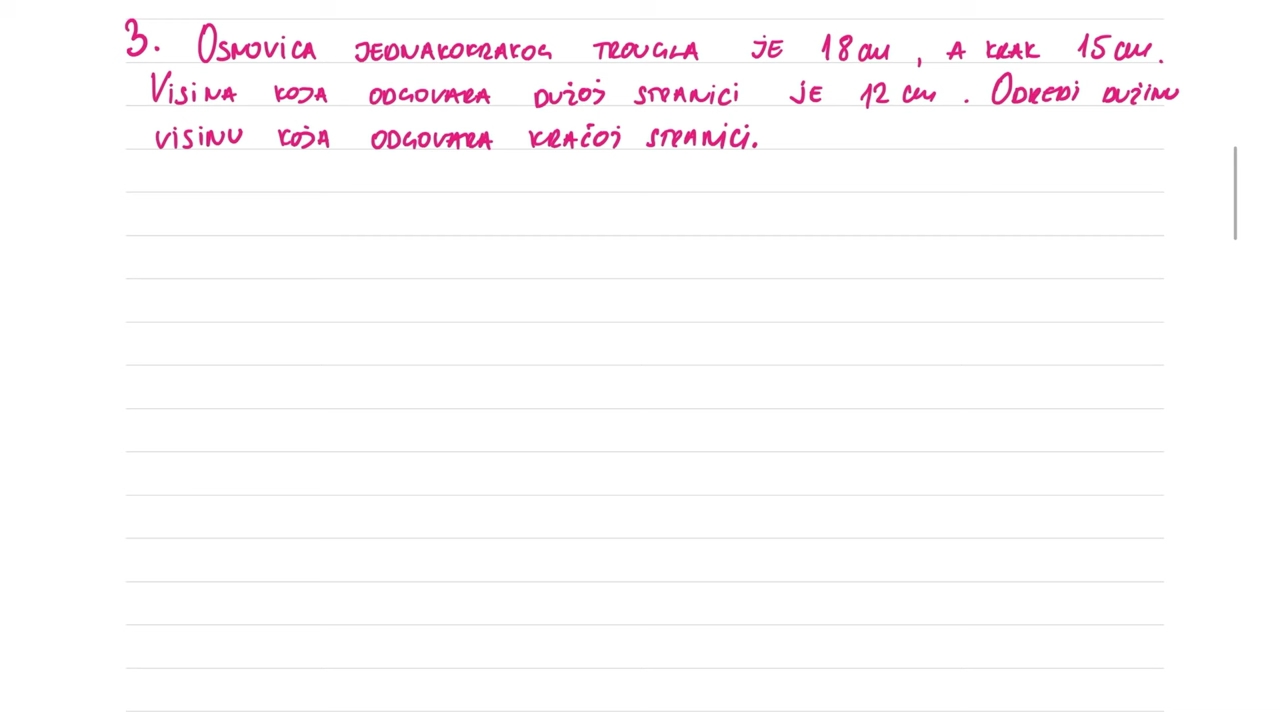 3. OSNOVICA JEDNAKOKRAKOG TROUGLA JE 18 cm, A KRAK 15 cm.
VISINA KOJA ODGOVARA DUŽOJ STRANICI JE 12 cm. ODREDI DUŽINU
VISINU KOJA ODGOVARA KRAĆOJ STRANICI.